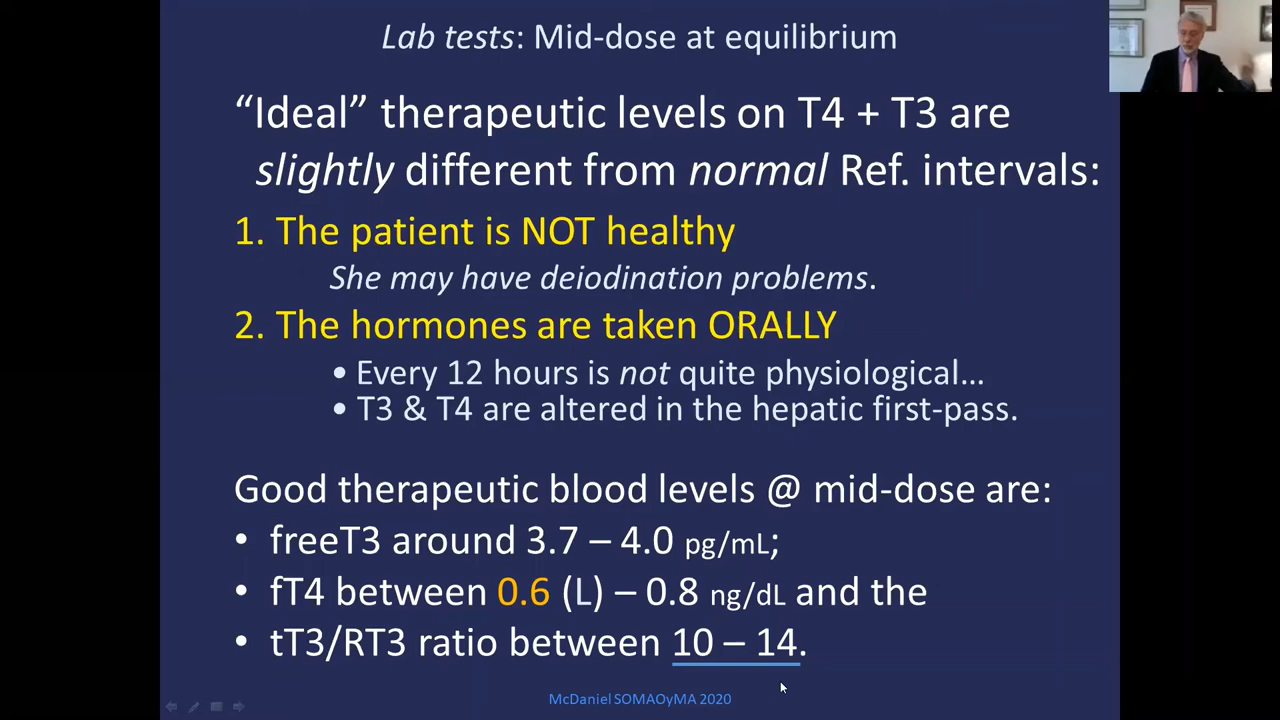 Lab tests: Mid-dose at equilibrium
“Ideal” therapeutic levels on T4 + T3 are
slightly different from normal Ref. intervals:
1. The patient is NOT healthy
She may have deiodination problems.
2. The hormones are taken ORALLY
• Every 12 hours is not quite physiological…
• T3 & T4 are altered in the hepatic first-pass.
Good therapeutic blood levels @ mid-dose are:
• freeT3 around 3.7 – 4.0 pg/mL;
• fT4 between 0.6 (L) – 0.8 ng/dL and the
• tT3/RT3 ratio between 10 – 14.
McDaniel SOMAOyMA 2020